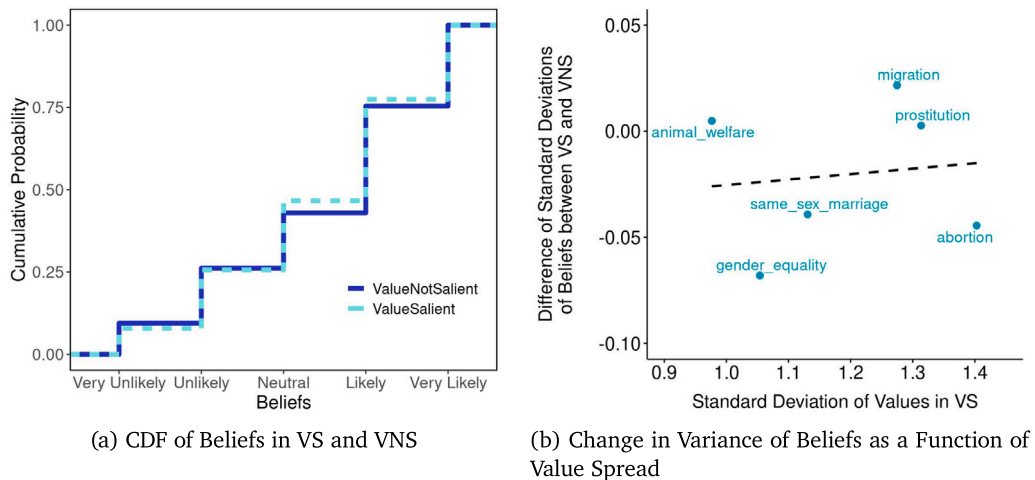 1.00
0.75
0.50
0.25
0.00
Cumulative Probability
ValueNotSalient
ValueSalient
Very Unlikely Unlikely Neutral Likely Very Likely
Beliefs
(a) CDF of Beliefs in VS and VNS
0.05
0.00
-0.05
-0.10
Difference of Standard Deviations
of Beliefs between VS and VNS
migration
prostitution
animal_welfare
same_sex_marriage
abortion
gender_equality
0.9 1.0 1.1 1.2 1.3 1.4
Standard Deviation of Values in VS
(b) Change in Variance of Beliefs as a Function of
Value Spread